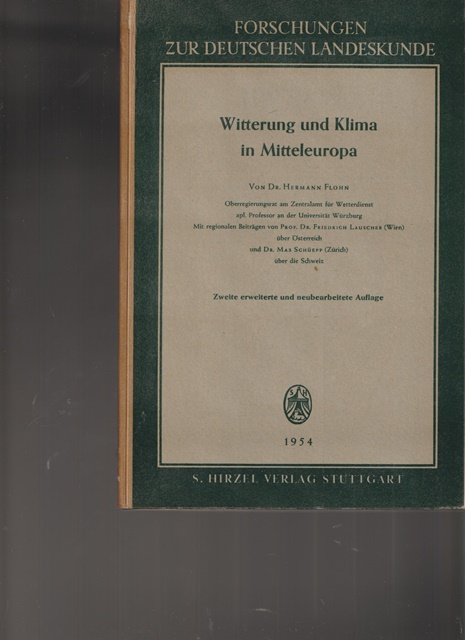 FORSCHUNGEN
ZUR DEUTSCHEN LANDESKUNDE
Witterung und Klima
in Mitteleuropa
VON DR. HERMANN FLOHN
Oberregierungsrat am Zentralamt für Wetterdienst
apl. Professor an der Universität Würzburg
Mit regionalen Beiträgen von PROF. DR. FRIEDRICH LAUSCHER (Wien)
über Österreich
und DR. MAX SCHÜEPP (Zürich)
über die Schweiz
Zweite erweiterte und neubearbeitete Auflage
S H
1954
S. HIRZEL VERLAG STUTTGART